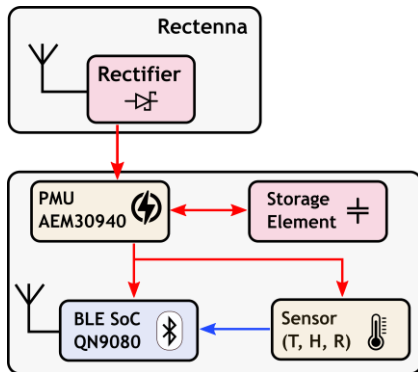 Rectenna
Rectifier
PMU
AEM30940
Storage
Element
BLE SoC
QN9080
Sensor
(T, H, R)